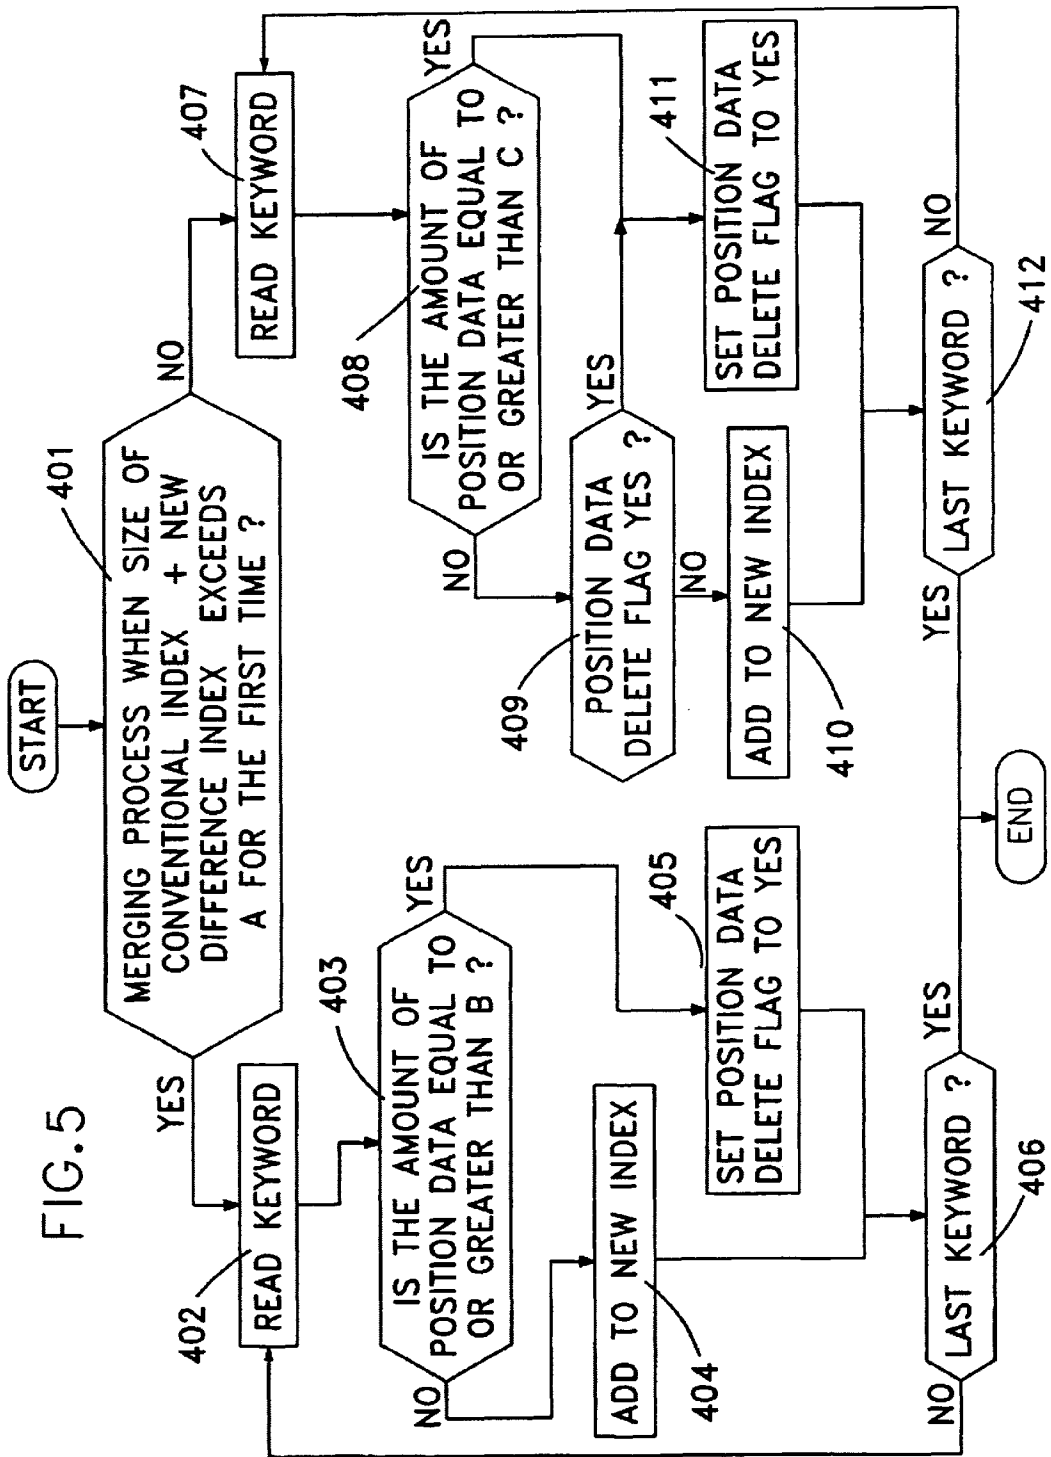 FIG.5
START
MERGING PROCESS WHEN SIZE OF
CONVENTIONAL INDEX + NEW
DIFFERENCE INDEX EXCEEDS
A FOR THE FIRST TIME ?
401
YES
NO
402
READ KEYWORD
403
IS THE AMOUNT OF
POSITION DATA EQUAL TO
OR GREATER THAN B ?
NO
YES
ADD TO NEW INDEX
404
405
SET POSITION DATA
DELETE FLAG TO YES
LAST KEYWORD ?
406
NO
YES
407
READ KEYWORD
408
IS THE AMOUNT OF
POSITION DATA EQUAL TO
OR GREATER THAN C ?
NO
YES
409
POSITION DATA
DELETE FLAG YES ?
YES
NO
ADD TO NEW INDEX
410
411
SET POSITION DATA
DELETE FLAG TO YES
LAST KEYWORD ?
412
YES
NO
END